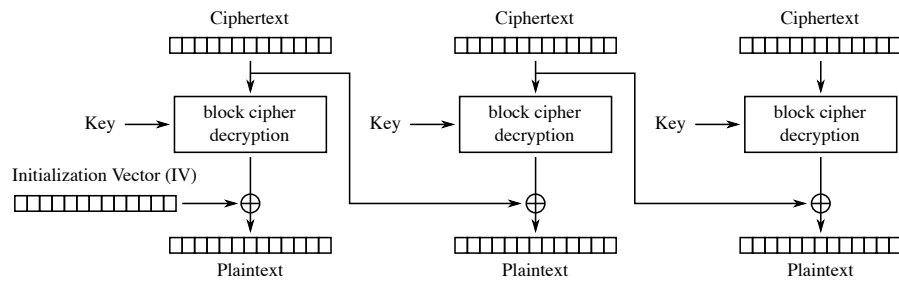 Ciphertext
Ciphertext
Ciphertext
Key
block cipher
decryption
Key
block cipher
decryption
Key
block cipher
decryption
Initialization Vector (IV)
Plaintext
Plaintext
Plaintext